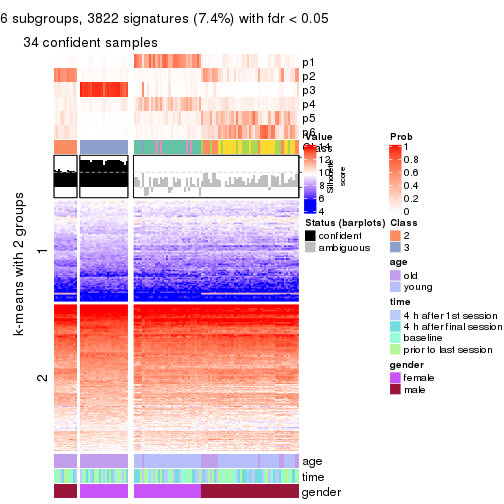 6 subgroups, 3822 signatures (7.4%) with fdr < 0.05
34 confident samples
p1
p2
p3
p4
p5
p6
k-means with 2 groups
1
2
Silhouette
score
Value
14
12
10
8
6
4
Status (barplots)
confident
ambiguous
Prob
1
0.8
0.6
0.4
0.2
0
Class
2
3
age
old
young
time
4 h after 1st session
4 h after final session
baseline
prior to last session
gender
female
male
age
time
gender